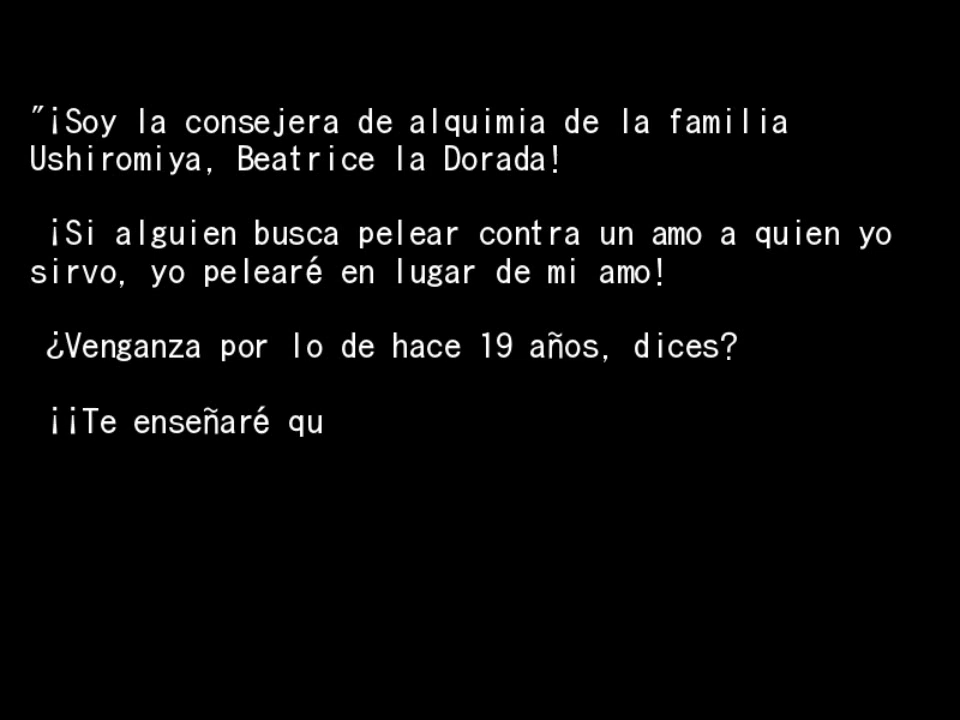 "¡Soy la consejera de alquimia de la familia
Ushiromiya, Beatrice la Dorada!
¡Si alguien busca pelear contra un amo a quien yo
sirvo, yo pelearé en lugar de mi amo!
¿Venganza por lo de hace 19 años, dices?
¡¡Te enseñaré qu